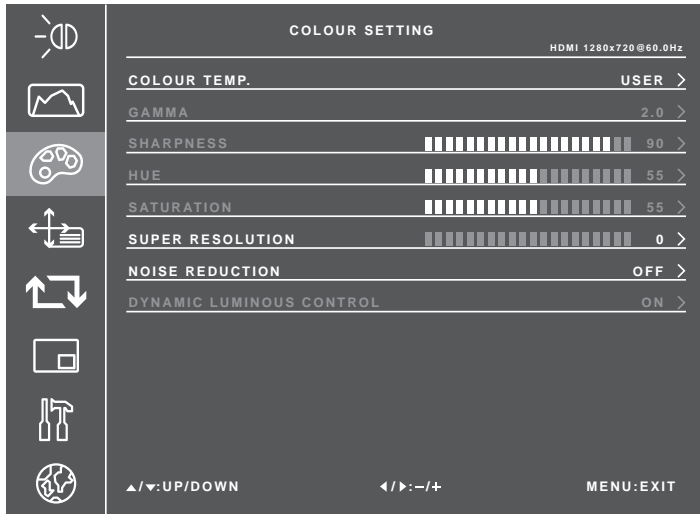 COLOUR SETTING
HDMI 1280x720@60.0Hz
COLOUR TEMP. USER >
GAMMA 2.0 >
SHARPNESS 90 >
HUE 55 >
SATURATION 55 >
SUPER RESOLUTION 0 >
NOISE REDUCTION OFF >
DYNAMIC LUMINOUS CONTROL ON >
▲/▼:UP/DOWN ◀/▶:−/+ MENU:EXIT